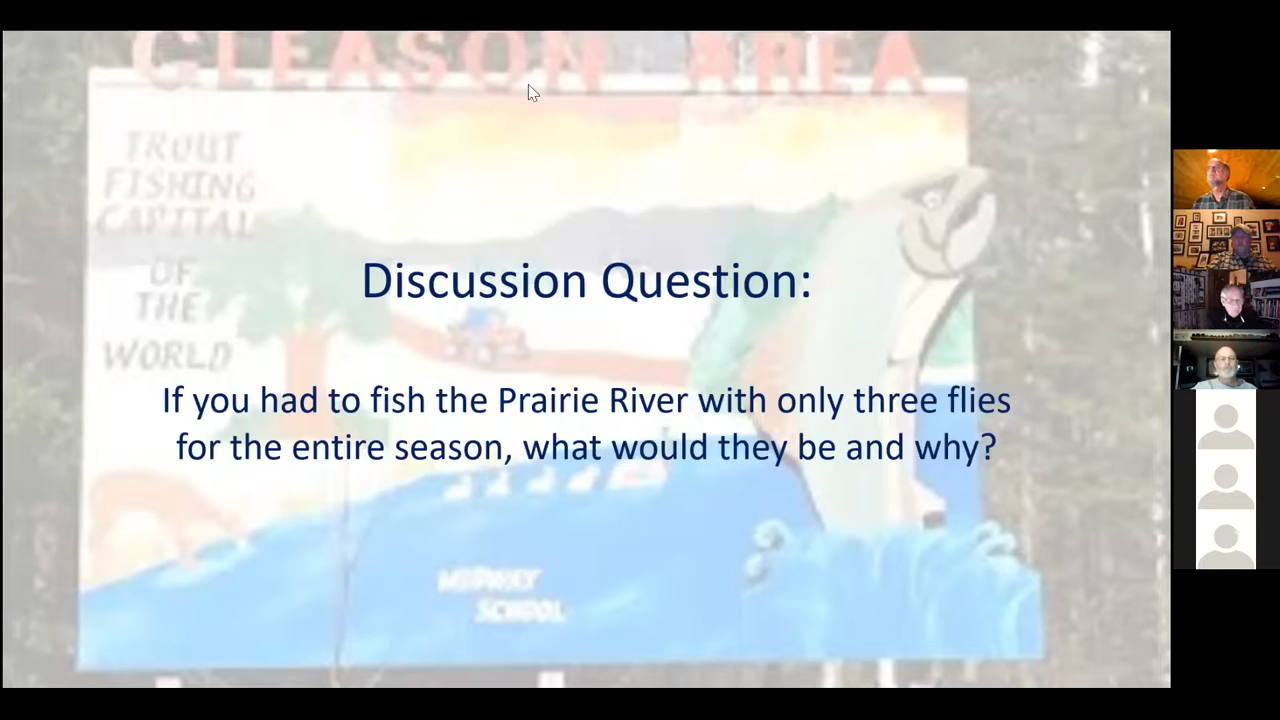 GLEASON AREA
TROUT
FISHING
CAPITAL
OF
THE
WORLD
Discussion Question:
If you had to fish the Prairie River with only three flies
for the entire season, what would they be and why?
MIDWAY
SCHOOL